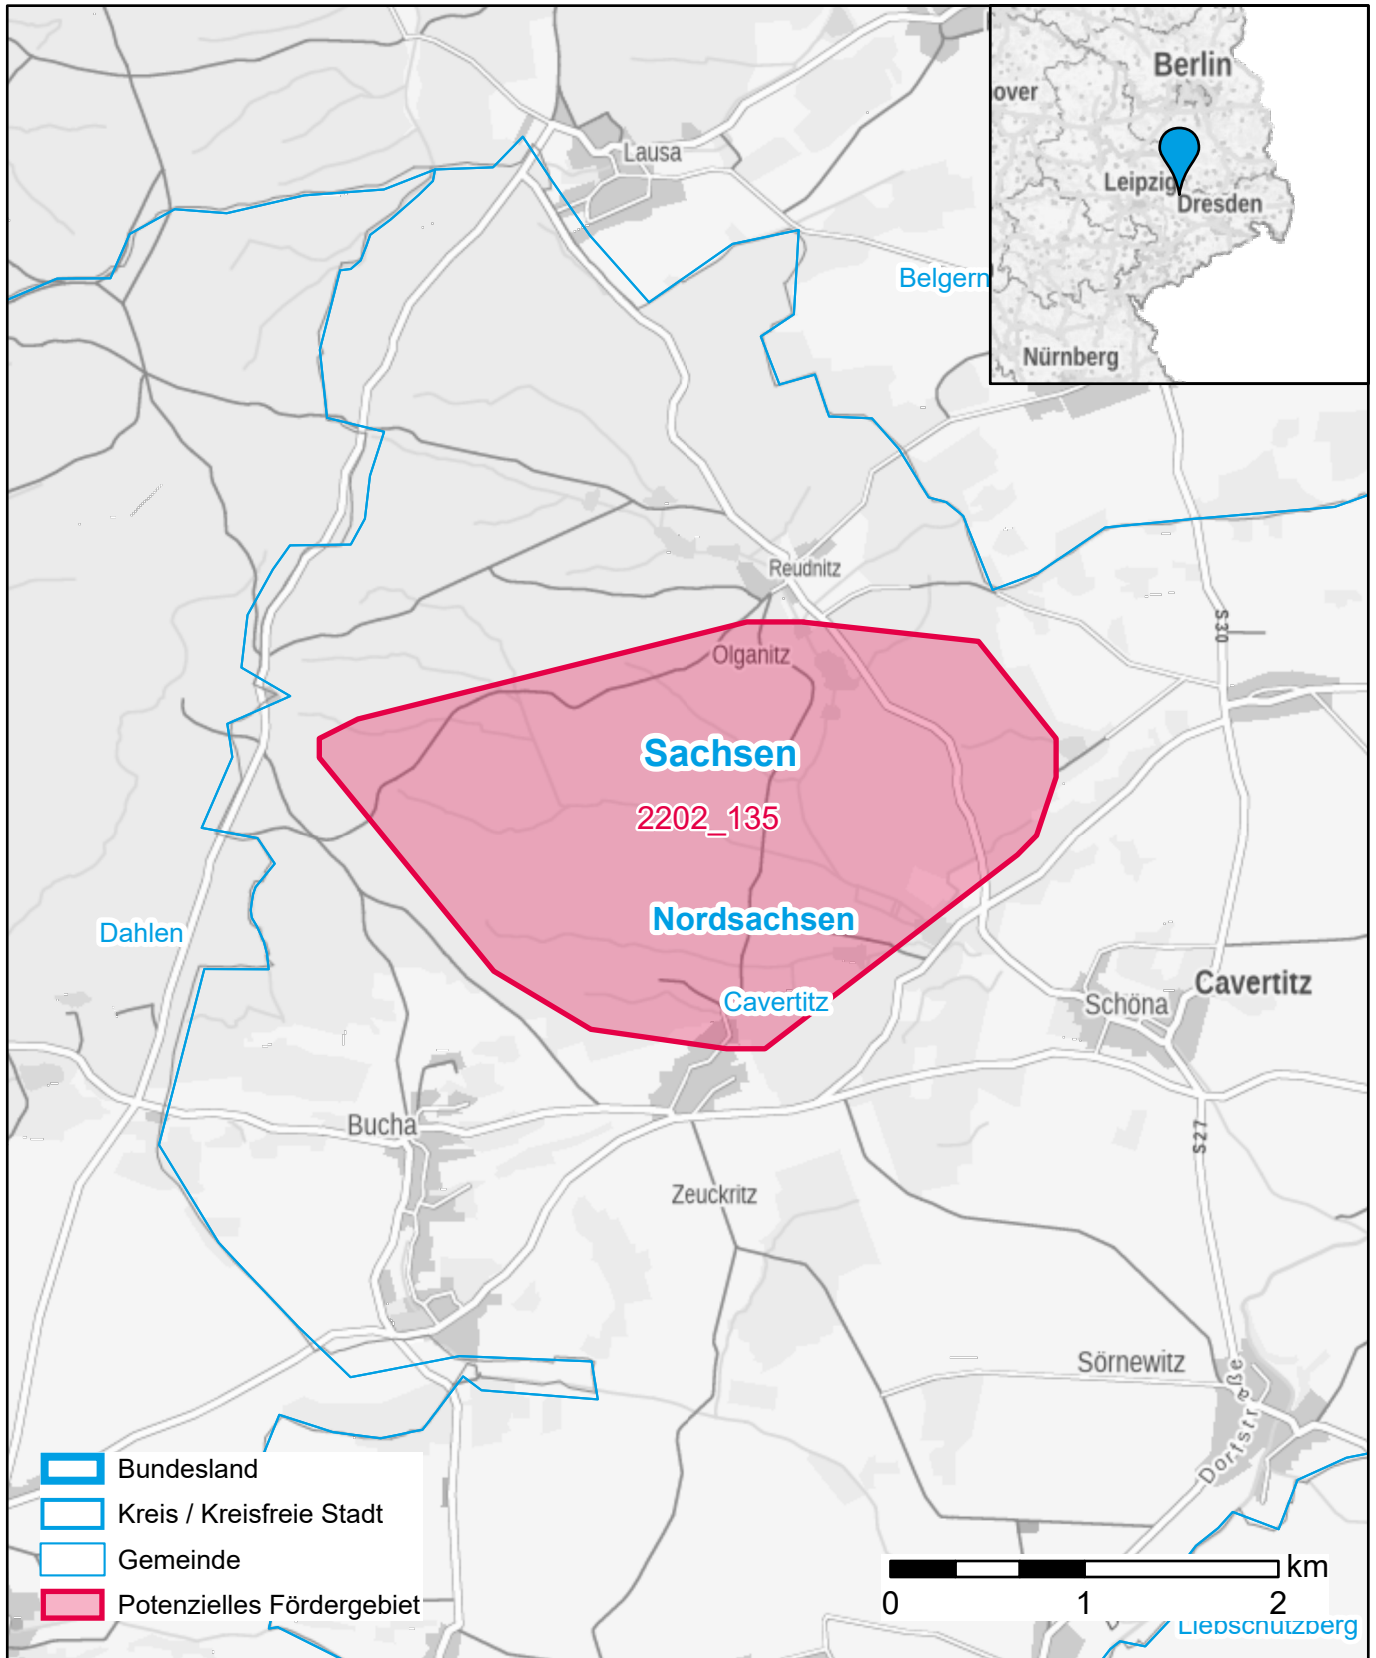 Berlin
over
Leipzig
Dresden
Nürnberg
Lausa
Belgern
Reudnitz
S30
Olganitz
Sachsen
2202_135
Nordsachsen
Dahlen
Cavertitz
Cavertitz
Schöna
Bucha
S27
Zeuckritz
Sörnewitz
Dorfstraße
Bundesland
Kreis / Kreisfreie Stadt
Gemeinde
Potenzielles Fördergebiet
km
0 1 2
Liebschützberg